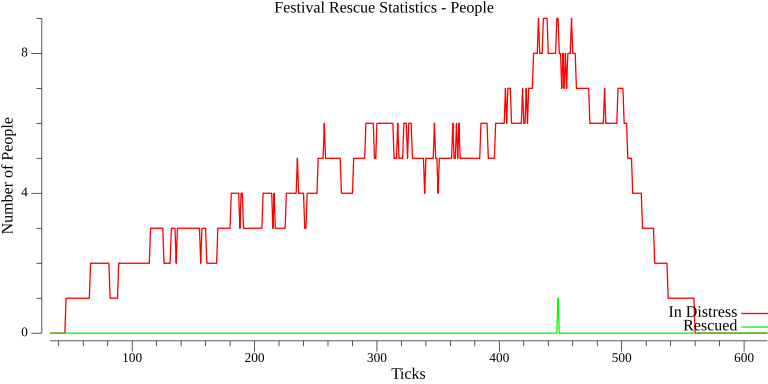 Festival Rescue Statistics - People
Number of People
8
4
0
In Distress
Rescued
100 200 300 400 500 600
Ticks